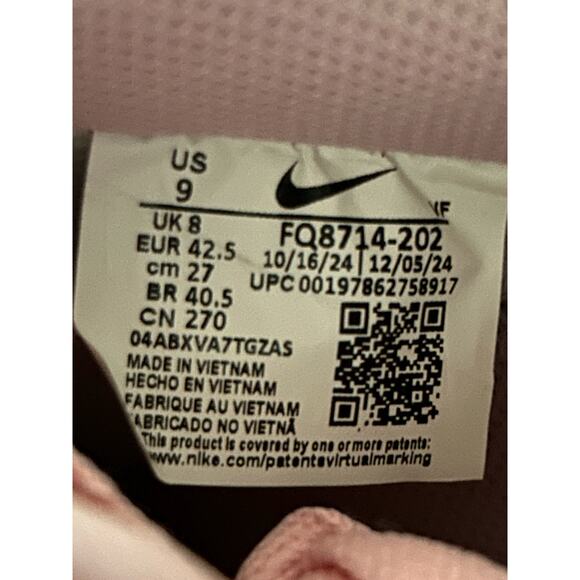 US
9
UK 8
EUR 42.5
cm 27
BR 40.5
CN 270
04ABXVA7TGZAS
FQ8714-202
10/16/24 | 12/05/24
UPC 00197862758917
MADE IN VIETNAM
HECHO EN VIETNAM
FABRIQUE AU VIETNAM
FABRICADO NO VIETNÃ
This product is covered by one or more patents:
www.nike.com/patentsvirtualmarking